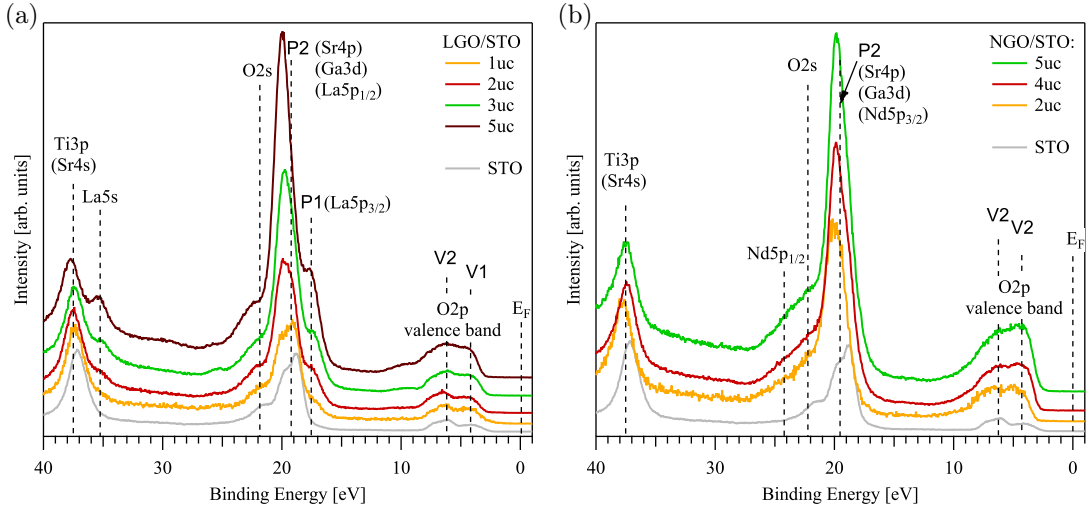 (a)
LGO/STO
1uc
2uc
3uc
5uc
STO
P2 (Sr4p)
(Ga3d)
(La5p1/2)
O2s
Ti3p
(Sr4s)
La5s
P1(La5p3/2)
V2
V1
O2p
valence band
EF
Intensity [arb. units]
40
30
20
10
0
Binding Energy [eV]
(b)
NGO/STO:
5uc
4uc
2uc
STO
P2
(Sr4p)
(Ga3d)
(Nd5p3/2)
O2s
Ti3p
(Sr4s)
Nd5p1/2
V2
V2
O2p
valence band
EF
Intensity [arb. units]
40
30
20
10
0
Binding Energy [eV]